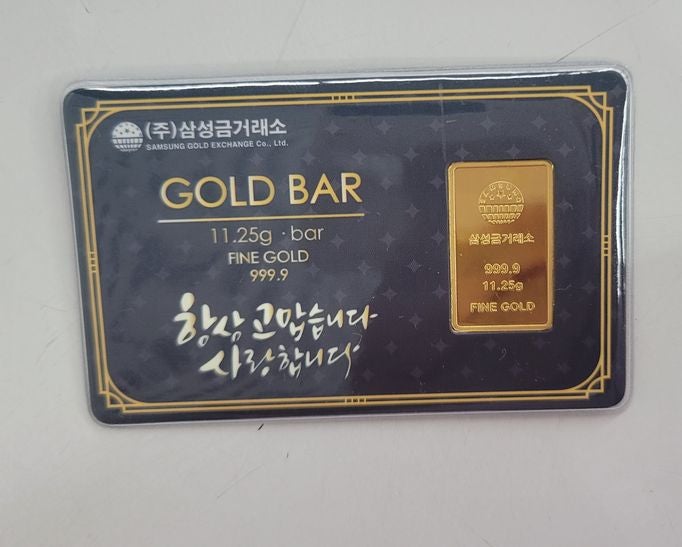 (주)삼성금거래소
SAMSUNG GOLD EXCHANGE Co., Ltd.
GOLD BAR
11.25g · bar
FINE GOLD
999.9
항상 고맙습니다
사랑합니다
삼성금거래소
999.9
11.25g
FINE GOLD